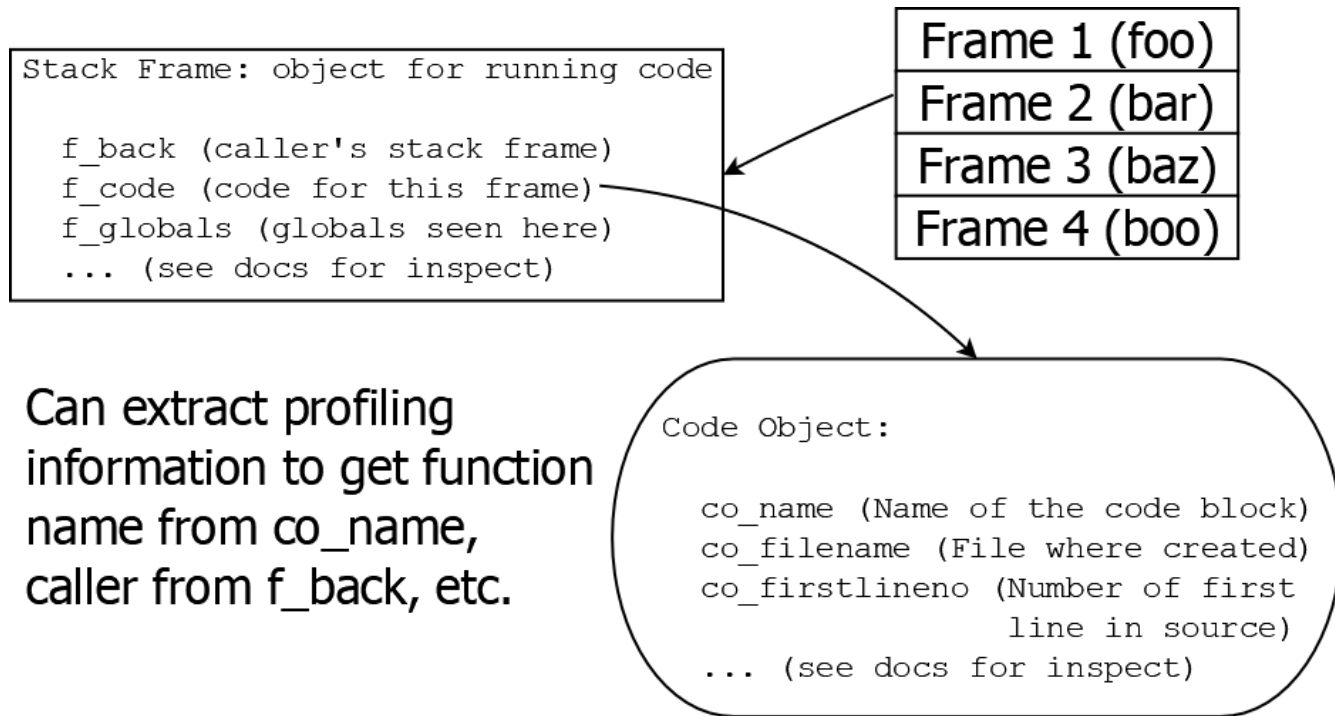 Stack Frame: object for running code
f_back (caller's stack frame)
f_code (code for this frame)
f_globals (globals seen here)
... (see docs for inspect)
Frame 1 (foo)
Frame 2 (bar)
Frame 3 (baz)
Frame 4 (boo)
Can extract profiling
information to get function
name from co_name,
caller from f_back, etc.
Code Object:
co_name (Name of the code block)
co_filename (File where created)
co_firstlineno (Number of first
line in source)
... (see docs for inspect)